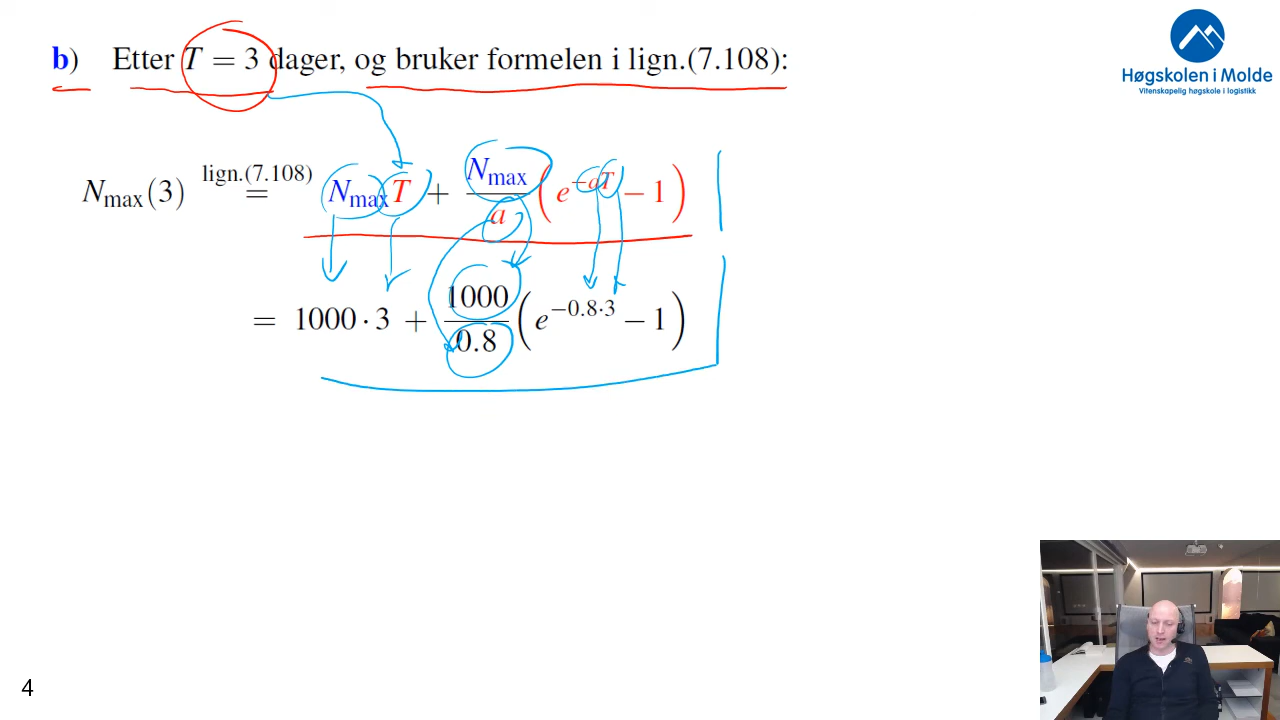 b) Etter T = 3 dager, og bruker formelen i lign.(7.108):
Høgskolen i Molde
Vitenskapelig høgskole i logistikk
N_max(3) lign.(7.108) = N_max T + N_max/a (e^{-aT} − 1)
= 1000 · 3 + 1000/0.8 (e^{−0.8·3} − 1)
4